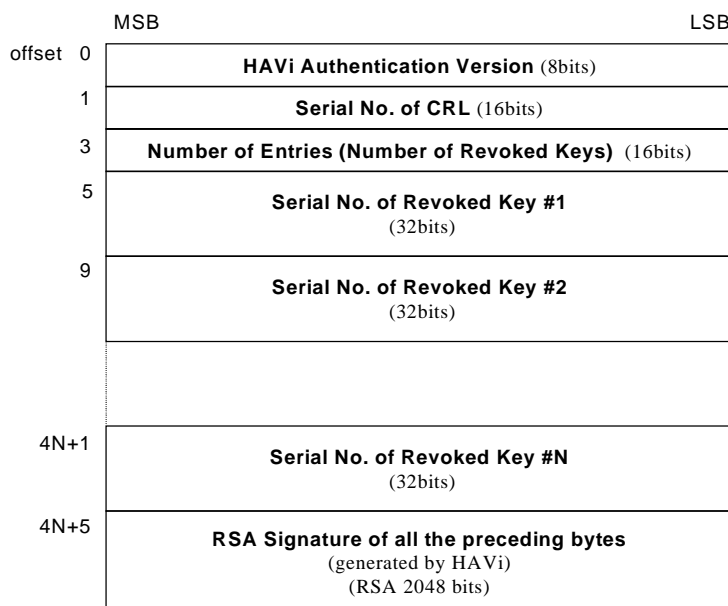 MSB LSB
offset 0 HAVi Authentication Version (8bits)
1 Serial No. of CRL (16bits)
3 Number of Entries (Number of Revoked Keys) (16bits)
5 Serial No. of Revoked Key #1
(32bits)
9 Serial No. of Revoked Key #2
(32bits)
4N+1 Serial No. of Revoked Key #N
(32bits)
4N+5 RSA Signature of all the preceding bytes
(generated by HAVi)
(RSA 2048 bits)